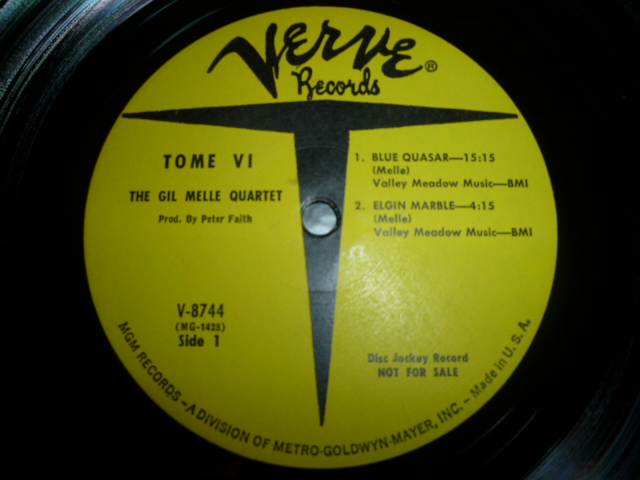 Verve®
Records
TOME VI
THE GIL MELLE QUARTET
Prod. By Peter Faith
1. BLUE QUASAR—15:15
(Melle)
Valley Meadow Music—BMI
2. ELGIN MARBLE—4:15
(Melle)
Valley Meadow Music—BMI
V-8744
(MG-1428)
Side 1
Disc Jockey Record
NOT FOR SALE
MGM RECORDS – A DIVISION OF METRO-GOLDWYN-MAYER, INC. – Made in U. S. A.